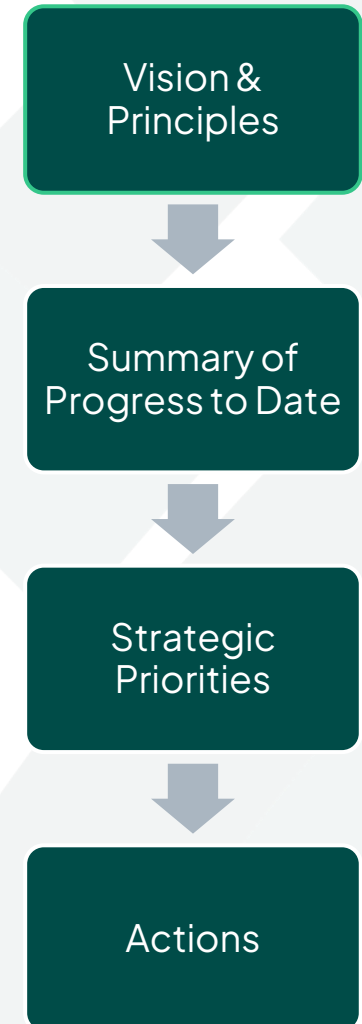 Vision &
Principles
Summary of
Progress to Date
Strategic
Priorities
Actions